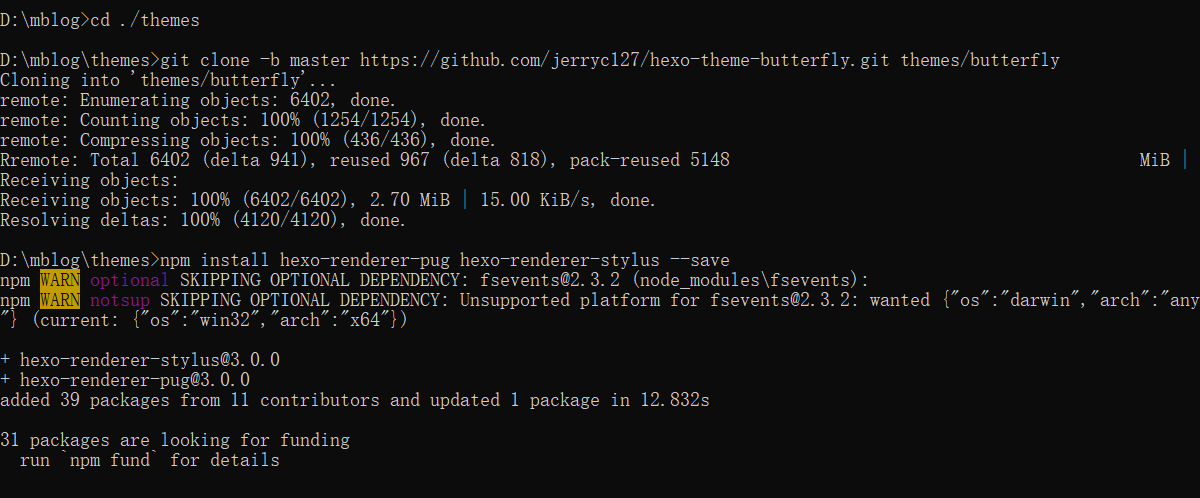 D:\mblog>cd ./themes
D:\mblog\themes>git clone -b master https://github.com/jerryc127/hexo-theme-butterfly.git themes/butterfly
Cloning into 'themes/butterfly'...
remote: Enumerating objects: 6402, done.
remote: Counting objects: 100% (1254/1254), done.
remote: Compressing objects: 100% (436/436), done.
Rremote: Total 6402 (delta 941), reused 967 (delta 818), pack-reused 5148 MiB |
Receiving objects:
Receiving objects: 100% (6402/6402), 2.70 MiB | 15.00 KiB/s, done.
Resolving deltas: 100% (4120/4120), done.
D:\mblog\themes>npm install hexo-renderer-pug hexo-renderer-stylus --save
npm WARN optional SKIPPING OPTIONAL DEPENDENCY: fsevents@2.3.2 (node_modules\fsevents):
npm WARN notsup SKIPPING OPTIONAL DEPENDENCY: Unsupported platform for fsevents@2.3.2: wanted {"os":"darwin","arch":"any
"} (current: {"os":"win32","arch":"x64"})
+ hexo-renderer-stylus@3.0.0
+ hexo-renderer-pug@3.0.0
added 39 packages from 11 contributors and updated 1 package in 12.832s
31 packages are looking for funding
run `npm fund` for details